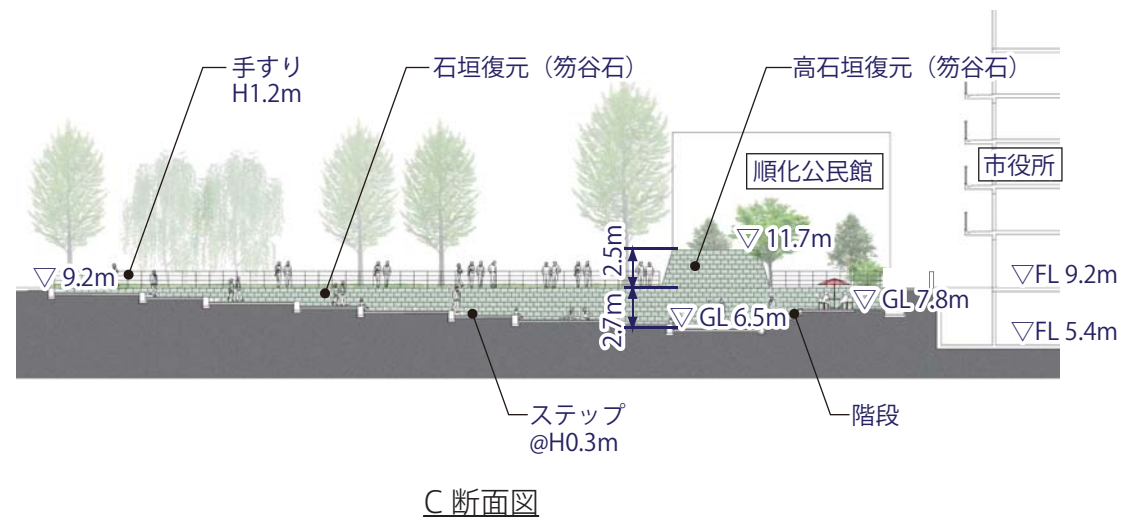 手すり
H1.2m
石垣復元（笏谷石）
高石垣復元（笏谷石）
順化公民館
市役所
▽11.7m
2.5m
▽9.2m
▽FL 9.2m
▽GL 7.8m
2.7m
▽GL 6.5m
▽FL 5.4m
ステップ
@H0.3m
階段
C 断面図